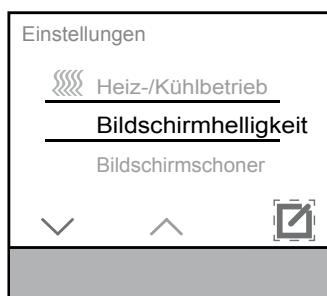 Einstellungen
Heiz-/Kühlbetrieb
Bildschirmhelligkeit
Bildschirmschoner